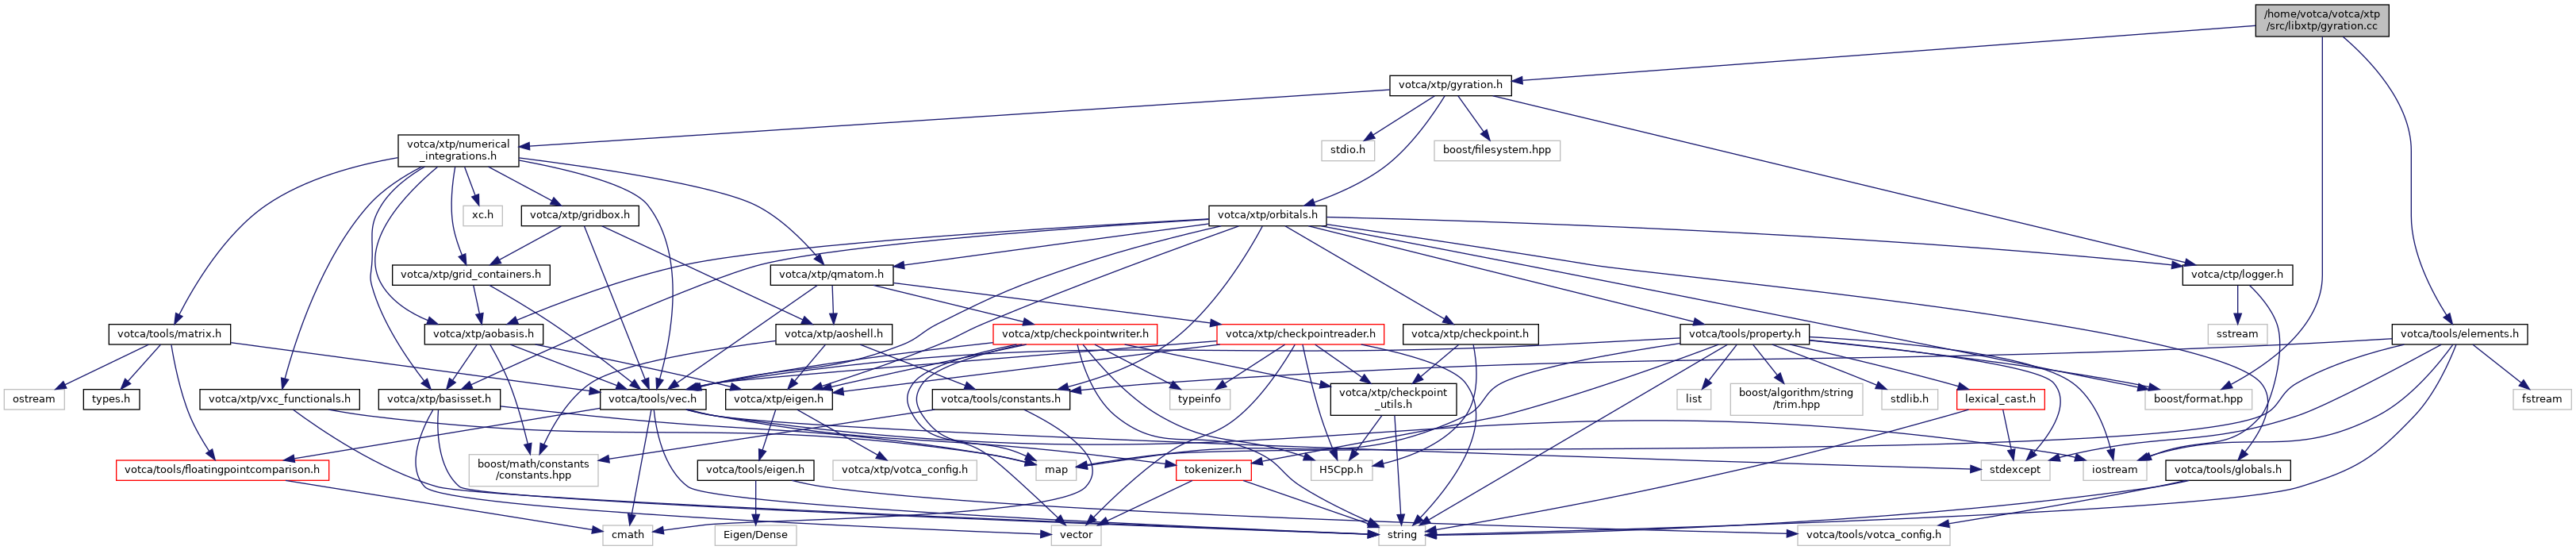 /home/votca/votca/xtp
/src/libxtp/gyration.cc
votca/xtp/gyration.h
votca/xtp/numerical
_integrations.h
stdio.h
boost/filesystem.hpp
xc.h
votca/xtp/gridbox.h
votca/xtp/orbitals.h
votca/xtp/grid_containers.h
votca/xtp/qmatom.h
votca/ctp/logger.h
votca/tools/matrix.h
votca/xtp/aobasis.h
votca/xtp/aoshell.h
votca/xtp/checkpointwriter.h
votca/xtp/checkpointreader.h
votca/xtp/checkpoint.h
votca/tools/property.h
sstream
votca/tools/elements.h
ostream
types.h
votca/xtp/vxc_functionals.h
votca/xtp/basisset.h
votca/tools/vec.h
votca/xtp/eigen.h
votca/tools/constants.h
typeinfo
votca/xtp/checkpoint
_utils.h
list
boost/algorithm/string
/trim.hpp
stdlib.h
lexical_cast.h
boost/format.hpp
fstream
votca/tools/floatingpointcomparison.h
boost/math/constants
/constants.hpp
votca/tools/eigen.h
votca/xtp/votca_config.h
map
tokenizer.h
H5Cpp.h
stdexcept
iostream
votca/tools/globals.h
cmath
Eigen/Dense
vector
string
votca/tools/votca_config.h